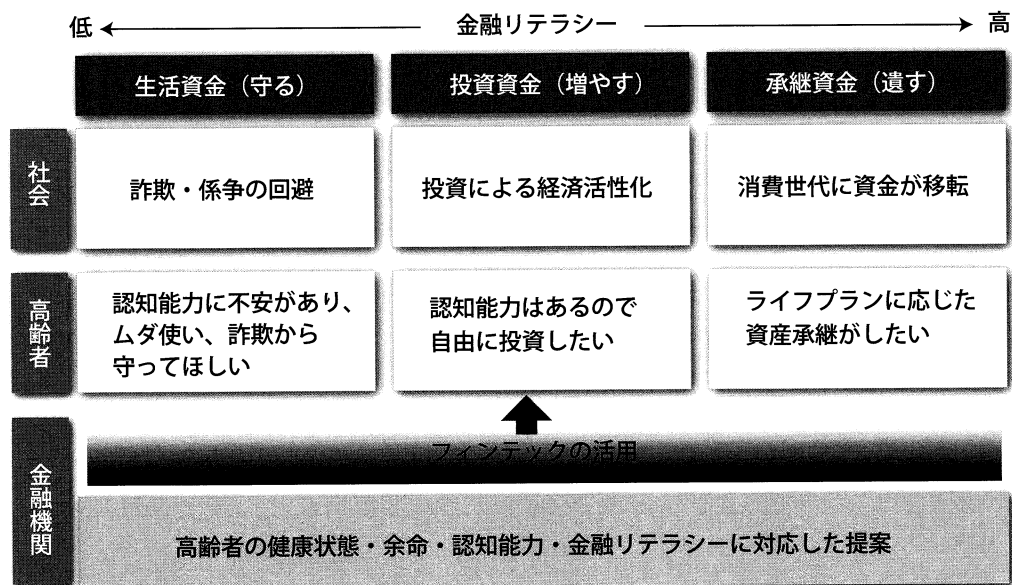 低
金融リテラシー
高
生活資金（守る）
投資資金（増やす）
承継資金（遺す）
社会
詐欺・係争の回避
投資による経済活性化
消費世代に資金が移転
高齢者
認知能力に不安があり、
ムダ使い、詐欺から
守ってほしい
認知能力はあるので
自由に投資したい
ライフプランに応じた
資産承継がしたい
金融機関
フィンテックの活用
高齢者の健康状態・余命・認知能力・金融リテラシーに対応した提案